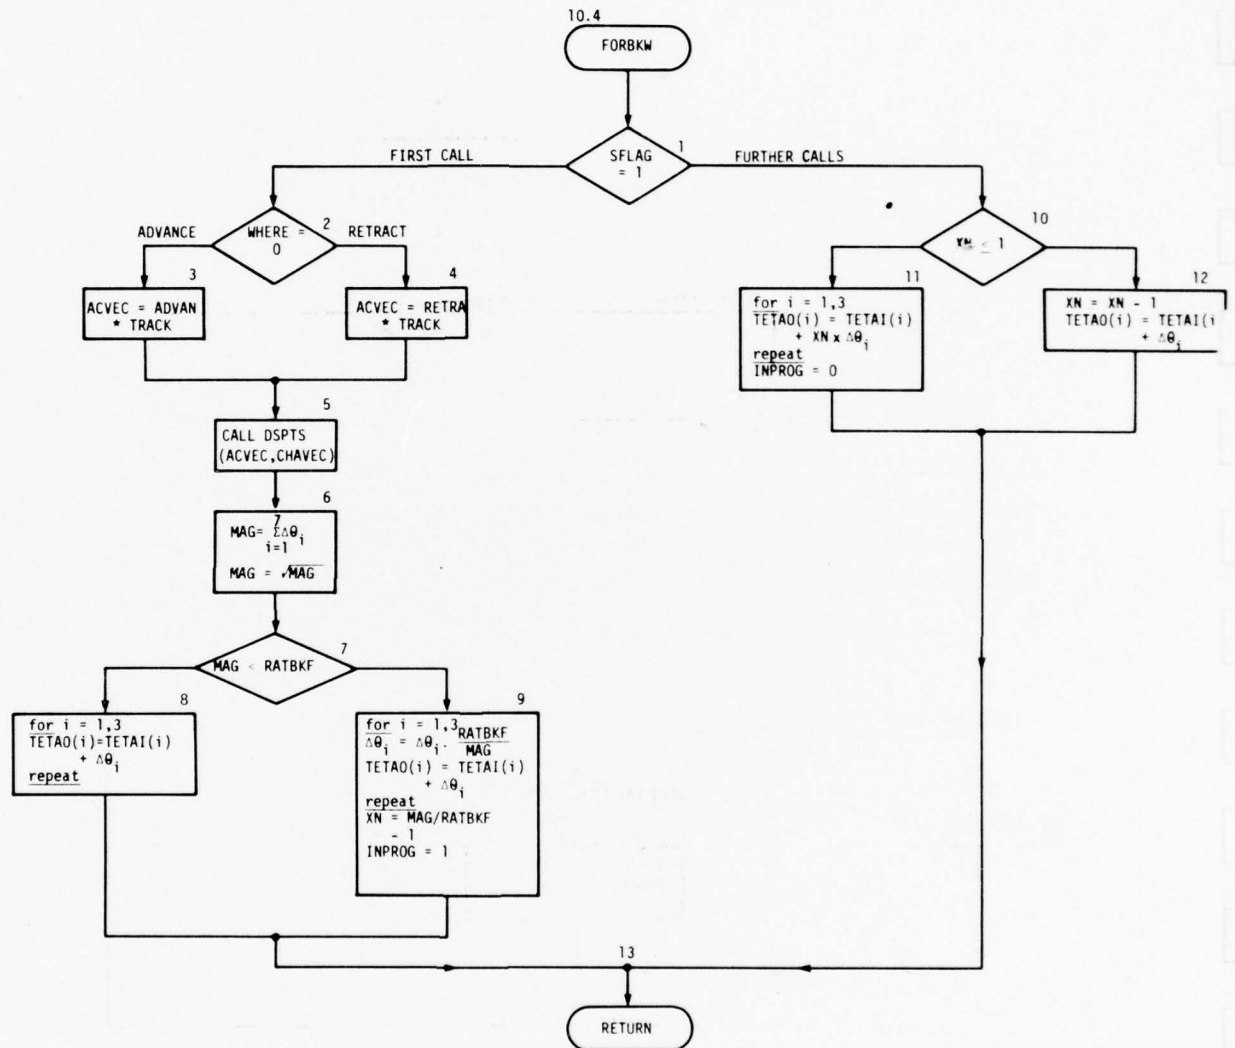 10.4
FORBKW
1
SFLAG
= 1
FIRST CALL
FURTHER CALLS
2
WHERE =
0
ADVANCE
RETRACT
3
ACVEC = ADVAN
* TRACK
4
ACVEC = RETRA
* TRACK
5
CALL DSPTS
(ACVEC,CHAVEC)
6
7
MAG= ΣΔθi
i=1
MAG = √MAG
7
MAG < RATBKF
8
for i = 1,3
TETAO(i)=TETAI(i)
+ Δθi
repeat
9
for i = 1,3
Δθi = Δθi · RATBKF
MAG
TETAO(i) = TETAI(i)
+ Δθi
repeat
XN = MAG/RATBKF
- 1
INPROG = 1
10
XN ≤ 1
11
for i = 1,3
TETAO(i) = TETAI(i)
+ XN x Δθi
repeat
INPROG = 0
12
XN = XN - 1
TETAO(i) = TETAI(i
+ Δθi
13
RETURN